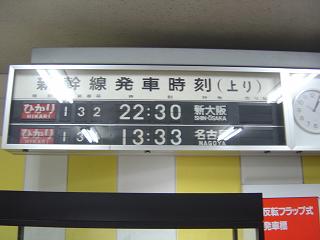 新幹線発車時刻(上り)
ひかり 132 22:30 新大阪
HIKARI SHIN-OSAKA
ひかり 13 13:33 名古
HIKARI NAGOYA
反転フラップ式
発車標